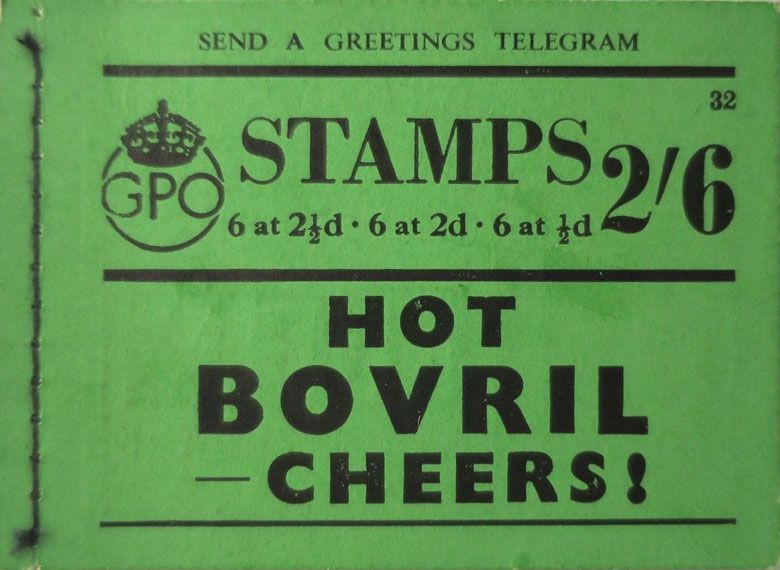 SEND A GREETINGS TELEGRAM
32
GPO
STAMPS 2/6
6 at 2½d · 6 at 2d · 6 at ½d
HOT
BOVRIL
— CHEERS!